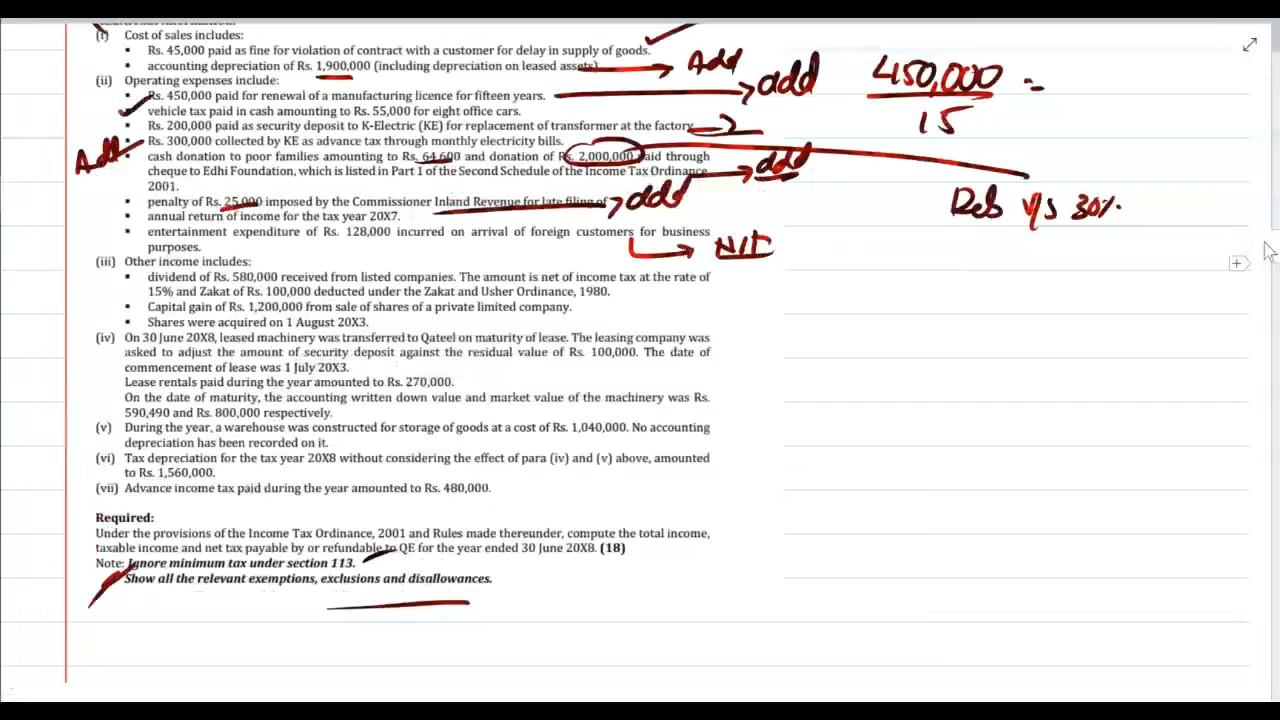 (i) Cost of sales includes:
▪ Rs. 45,000 paid as fine for violation of contract with a customer for delay in supply of goods.
▪ accounting depreciation of Rs. 1,900,000 (including depreciation on leased assets) Add
(ii) Operating expenses include:
▪ Rs. 450,000 paid for renewal of a manufacturing licence for fifteen years. add 450,000 =
15
vehicle tax paid in cash amounting to Rs. 55,000 for eight office cars.
▪ Rs. 200,000 paid as security deposit to K-Electric (KE) for replacement of transformer at the factory
Add Rs. 300,000 collected by KE as advance tax through monthly electricity bills.
▪ cash donation to poor families amounting to Rs. 64,600 and donation of Rs. 2,000,000 paid through add
cheque to Edhi Foundation, which is listed in Part 1 of the Second Schedule of the Income Tax Ordinance,
2001.
▪ penalty of Rs. 25,000 imposed by the Commissioner Inland Revenue for late filing of add Deb v/s 30%
▪ annual return of income for the tax year 20X7.
▪ entertainment expenditure of Rs. 128,000 incurred on arrival of foreign customers for business
purposes. N/T
(iii) Other income includes:
▪ dividend of Rs. 580,000 received from listed companies. The amount is net of income tax at the rate of
15% and Zakat of Rs. 100,000 deducted under the Zakat and Usher Ordinance, 1980.
▪ Capital gain of Rs. 1,200,000 from sale of shares of a private limited company.
▪ Shares were acquired on 1 August 20X3.
(iv) On 30 June 20X8, leased machinery was transferred to Qateel on maturity of lease. The leasing company was
asked to adjust the amount of security deposit against the residual value of Rs. 100,000. The date of
commencement of lease was 1 July 20X3.
Lease rentals paid during the year amounted to Rs. 270,000.
On the date of maturity, the accounting written down value and market value of the machinery was Rs.
590,490 and Rs. 800,000 respectively.
(v) During the year, a warehouse was constructed for storage of goods at a cost of Rs. 1,040,000. No accounting
depreciation has been recorded on it.
(vi) Tax depreciation for the tax year 20X8 without considering the effect of para (iv) and (v) above, amounted
to Rs. 1,560,000.
(vii) Advance income tax paid during the year amounted to Rs. 480,000.
Required:
Under the provisions of the Income Tax Ordinance, 2001 and Rules made thereunder, compute the total income,
taxable income and net tax payable by or refundable to QE for the year ended 30 June 20X8. (18)
Note: Ignore minimum tax under section 113.
Show all the relevant exemptions, exclusions and disallowances.